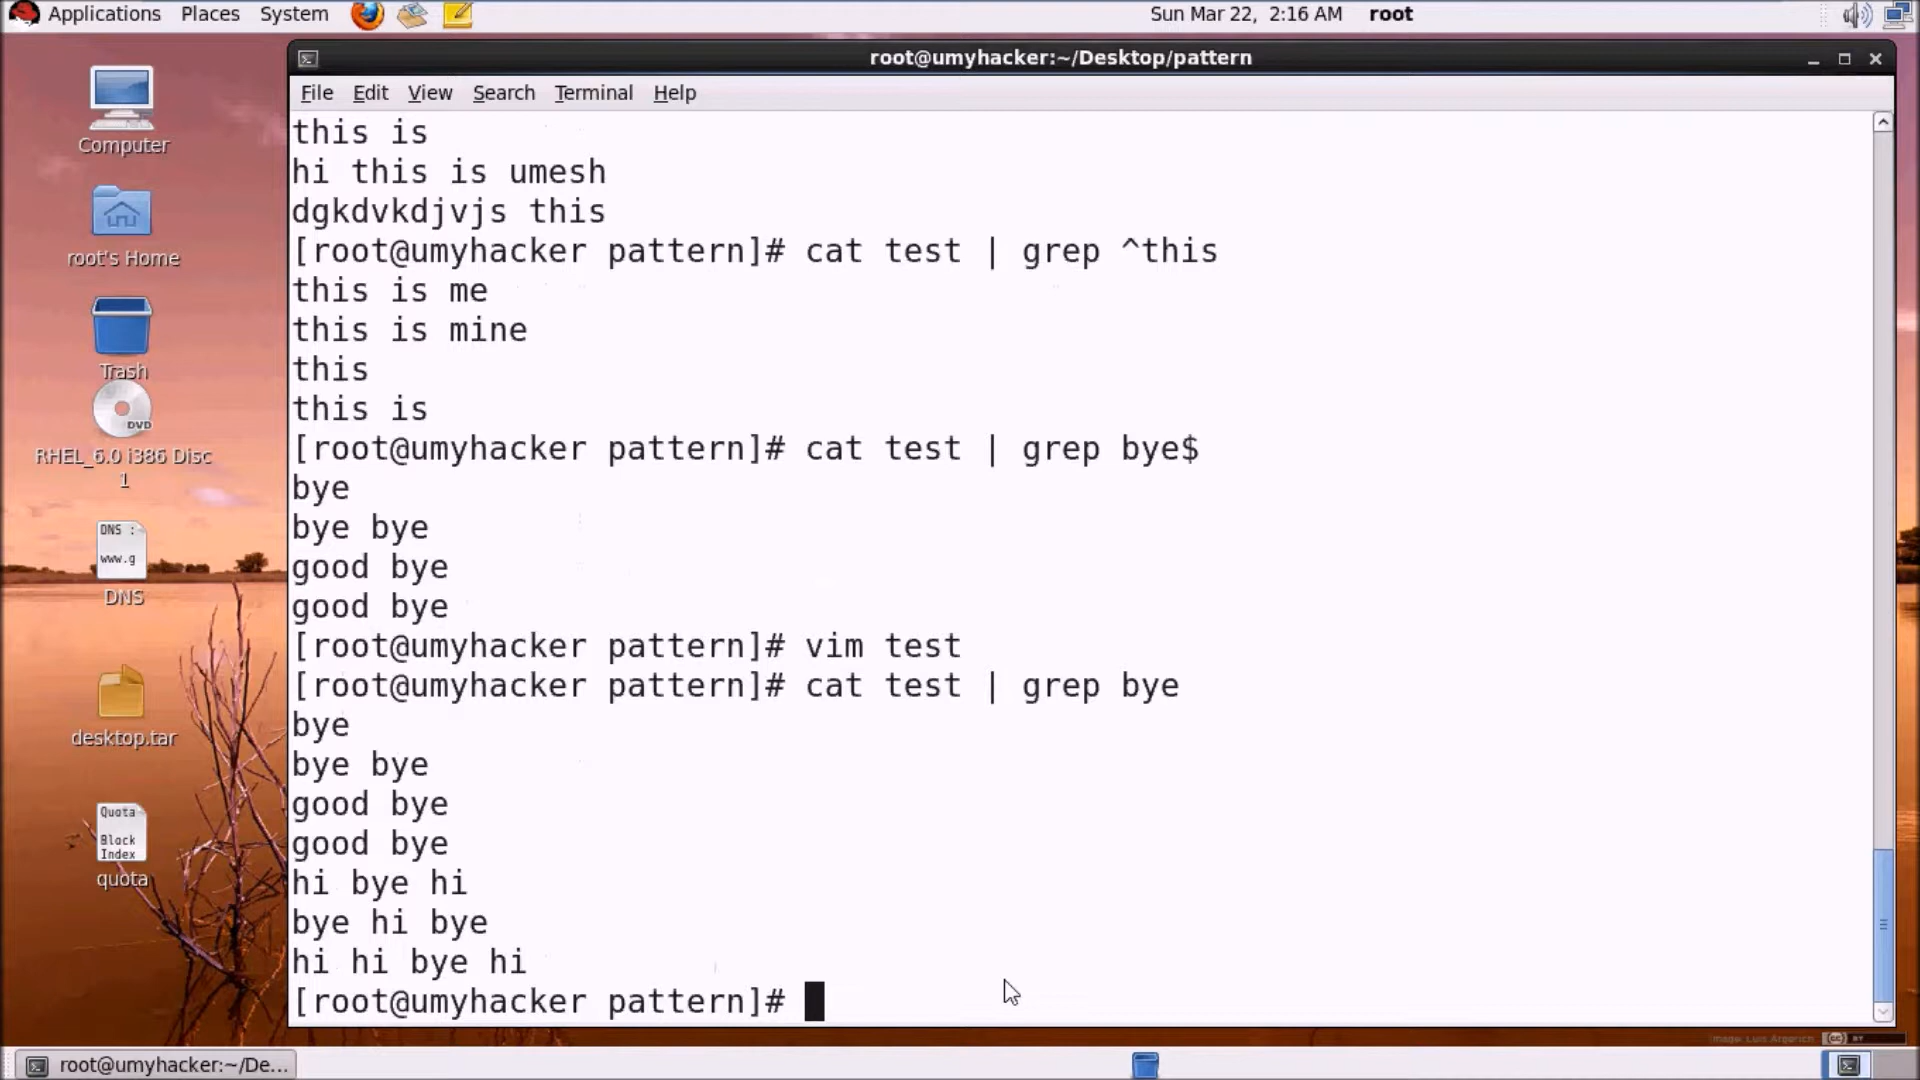 Applications Places System Sun Mar 22, 2:16 AM root
root@umyhacker:~/Desktop/pattern
File Edit View Search Terminal Help
Computer
root's Home
Trash
DVD
RHEL_6.0 i386 Disc
1
DNS :
www.g
DNS
desktop.tar
Quota
Block
Index
quota
this is
hi this is umesh
dgkdvkdjvjs this
[root@umyhacker pattern]# cat test | grep ^this
this is me
this is mine
this
this is
[root@umyhacker pattern]# cat test | grep bye$
bye
bye bye
good bye
good bye
[root@umyhacker pattern]# vim test
[root@umyhacker pattern]# cat test | grep bye
bye
bye bye
good bye
good bye
hi bye hi
bye hi bye
hi hi bye hi
[root@umyhacker pattern]#
Image: Luis Argerich
root@umyhacker:~/De...